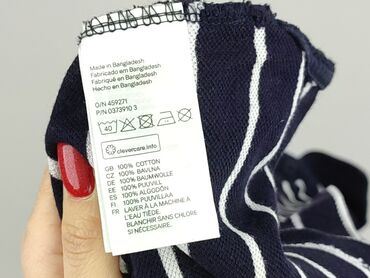 Made in Bangladesh
Fabricado em Bangladesh
Fabriqué en Bangladesh
Hecho en Bangladesh
O/N 459271
P/N 0373910 3
40
clevercare.info
GB 100% COTTON
CZ 100% BAVLNA
DE 100% BAUMWOLLE
EE 100% PUUVILL
ES 100% ALGODÓN
FI 100% PUUVILLAA
FR LAVER À LA MACHINE À
L'EAU TIÈDE.
BLANCHIR SANS CHLORE
SI NÉCESSAIRE.